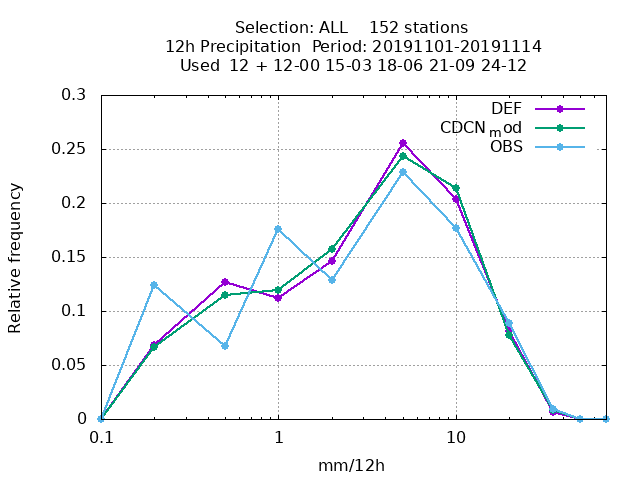 Selection: ALL    152 stations
12h Precipitation  Period: 20191101-20191114
Used  12 + 12-00 15-03 18-06 21-09 24-12
0.3
0.25
0.2
0.15
0.1
0.05
0
Relative frequency
DEF
CDCN_mod
OBS
0.1 1 10
mm/12h